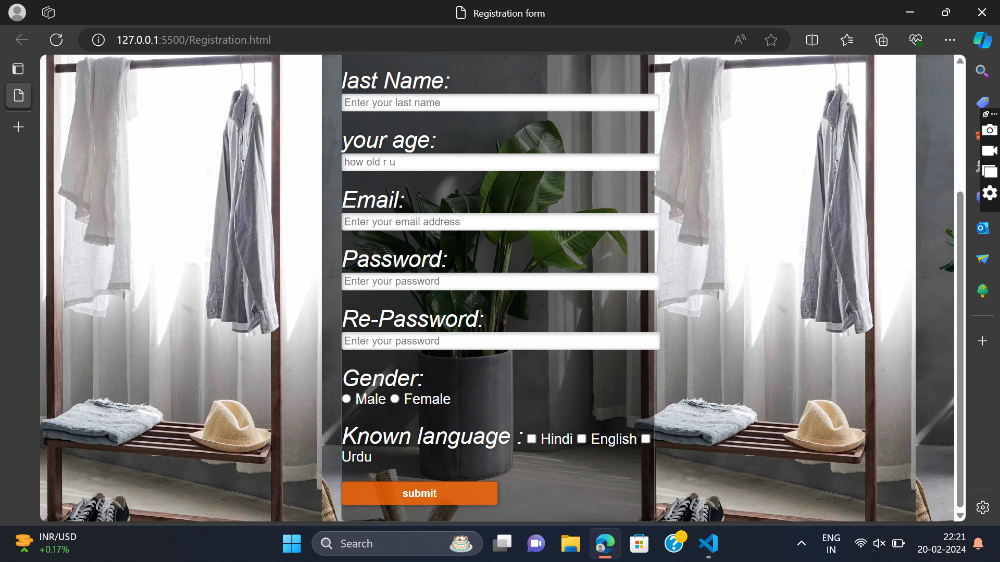 Registration form
127.0.0.1:5500/Registration.html
last Name:
Enter your last name
your age:
how old r u
Email:
Enter your email address
Password:
Enter your password
Re-Password:
Enter your password
Gender:
Male Female
Known language : Hindi English
Urdu
submit
INR/USD
+0.17%
Search
ENG
IN
22:21
20-02-2024